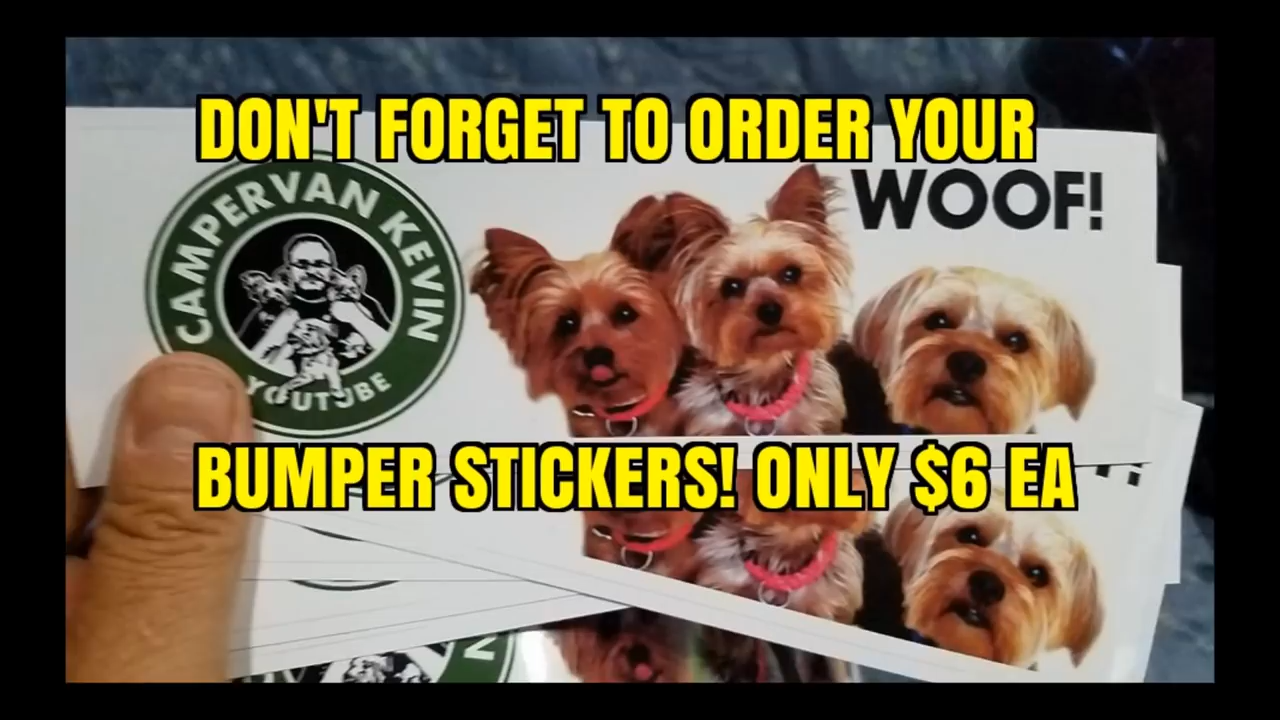 DON'T FORGET TO ORDER YOUR
CAMPERVAN KEVIN
YOUTUBE
WOOF!
BUMPER STICKERS! ONLY $6 EA
N